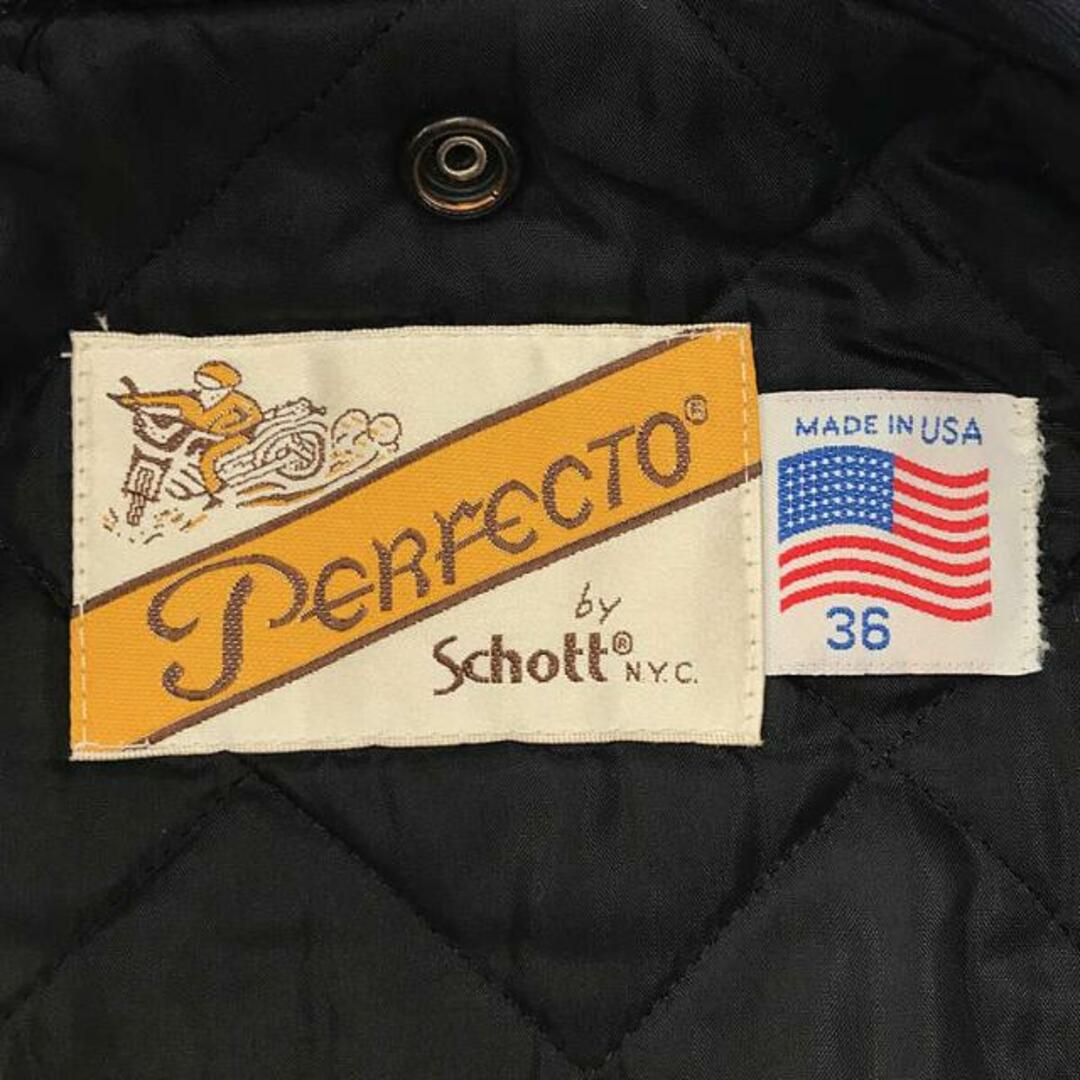 PERFECTO®
by
Schott® N.Y.C.
MADE IN USA
36